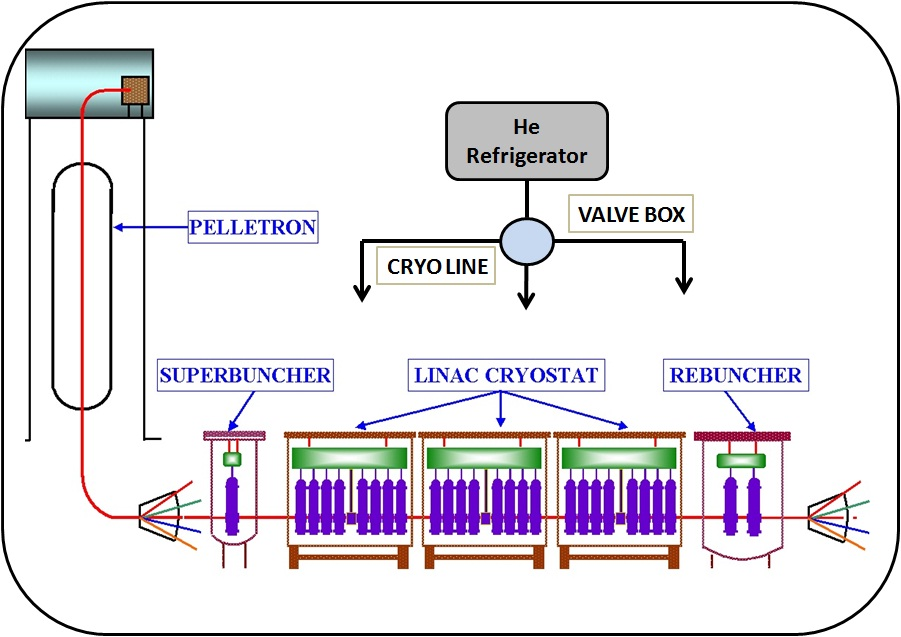 He
Refrigerator
VALVE BOX
PELLETRON
CRYO LINE
SUPERBUNCHER
LINAC CRYOSTAT
REBUNCHER